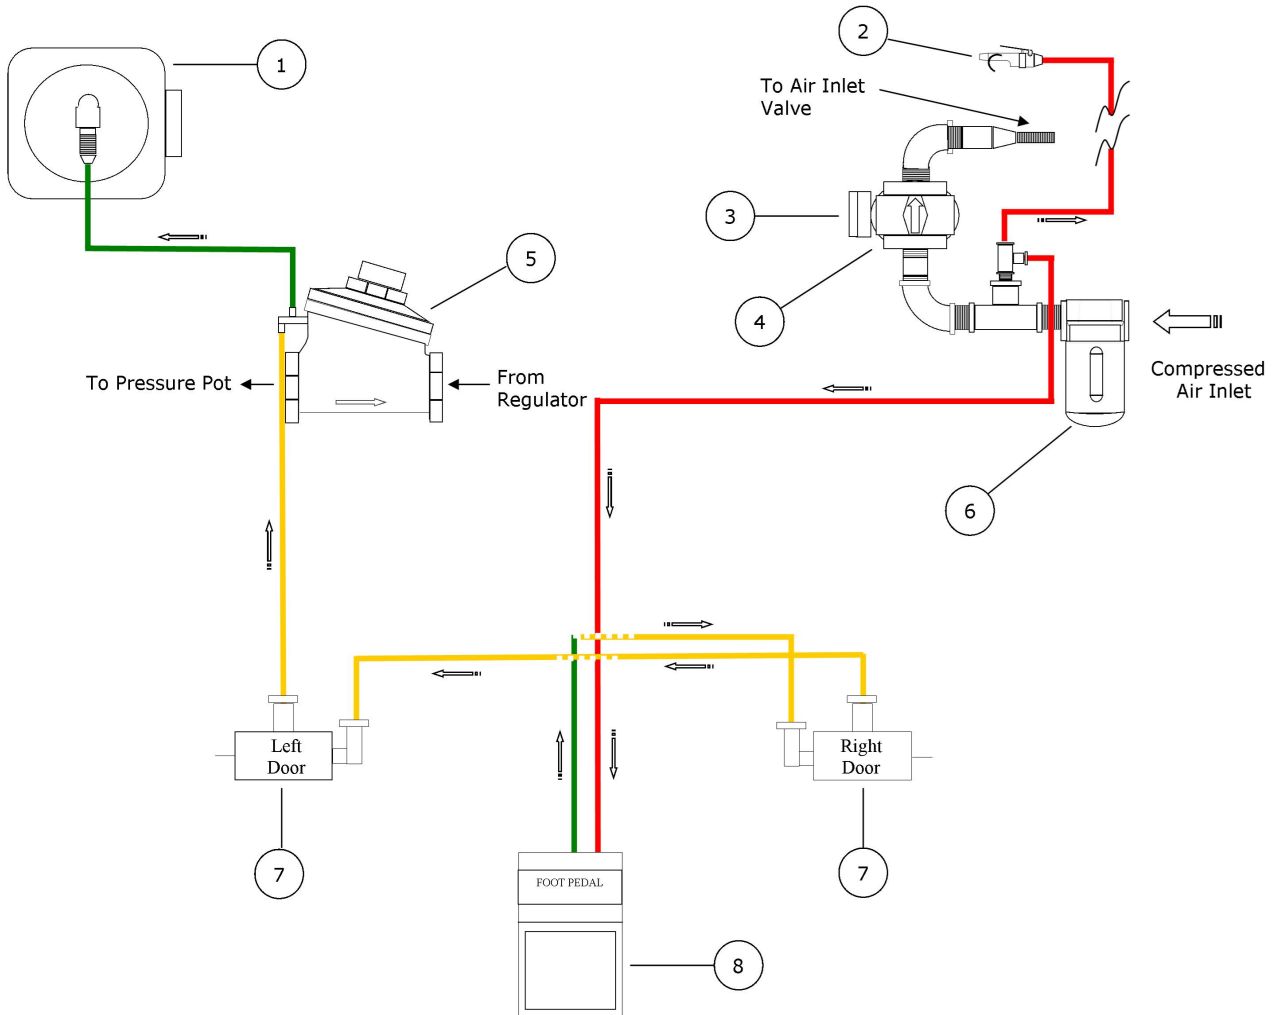 1
2
To Air Inlet
Valve
3
4
5
To Pressure Pot
From
Regulator
Compressed
Air Inlet
6
Left
Door
Right
Door
7
7
FOOT PEDAL
8